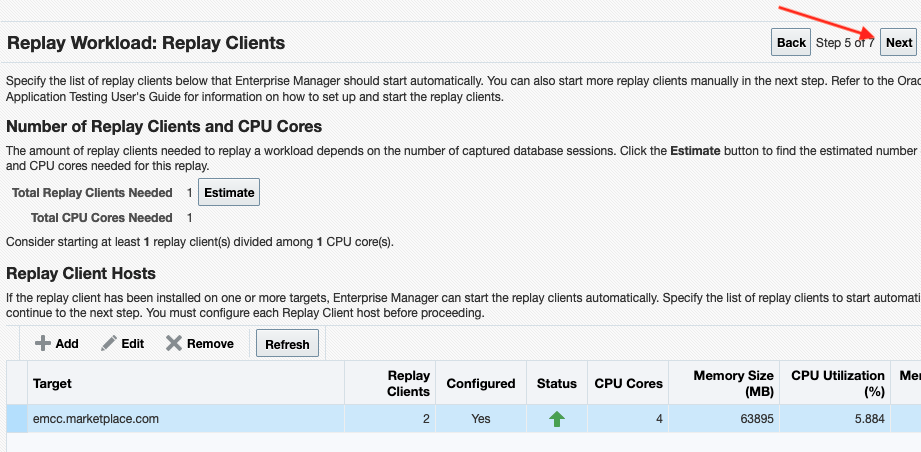 Replay Workload: Replay Clients
Back Step 5 of 7 Next
Specify the list of replay clients below that Enterprise Manager should start automatically. You can also start more replay clients manually in the next step. Refer to the
Application Testing User's Guide for information on how to set up and start the replay clients.
Number of Replay Clients and CPU Cores
The amount of replay clients needed to replay a workload depends on the number of captured database sessions. Click the Estimate button to find the estimated number
and CPU cores needed for this replay.
Total Replay Clients Needed 1 Estimate
Total CPU Cores Needed 1
Consider starting at least 1 replay client(s) divided among 1 CPU core(s).
Replay Client Hosts
If the replay client has been installed on one or more targets, Enterprise Manager can start the replay clients automatically. Specify the list of replay clients to start
continue to the next step. You must configure each Replay Client host before proceeding.
Add Edit Remove Refresh
Target Replay Clients Configured Status CPU Cores Memory Size (MB) CPU Utilization (%)
emcc.marketplace.com 2 Yes 4 63895 5.884